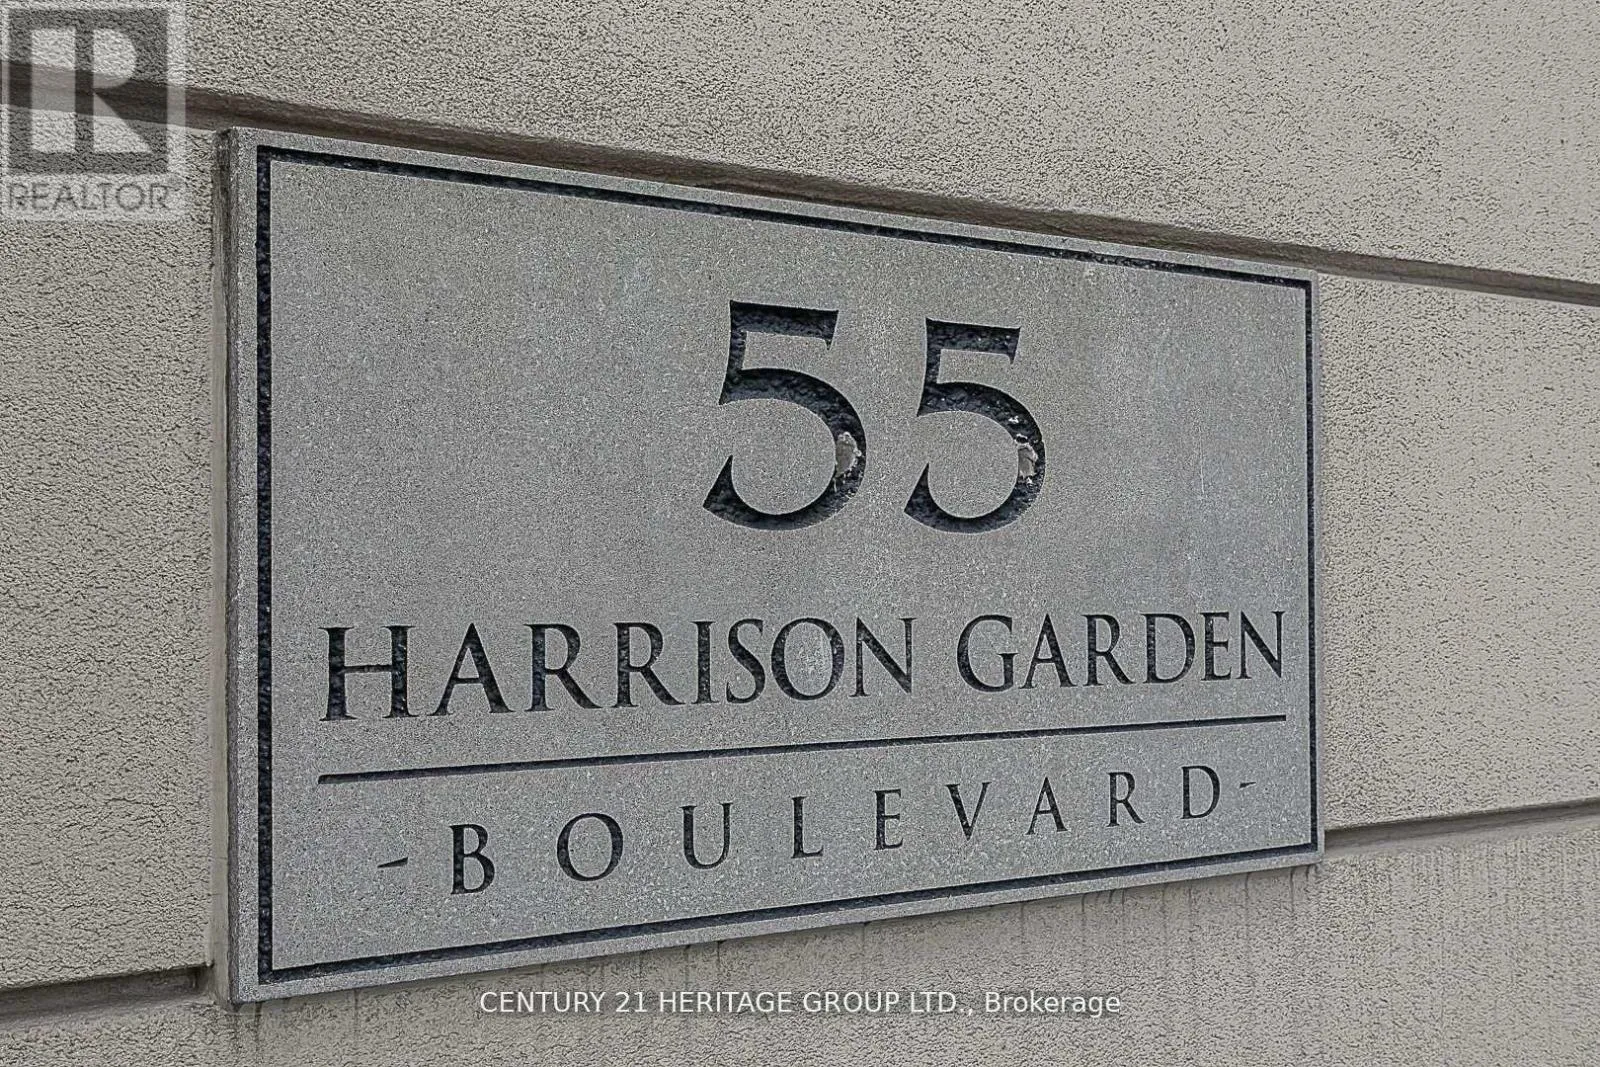 REALTOR
55
HARRISON GARDEN
-BOULEVARD-
CENTURY 21 HERITAGE GROUP LTD., Brokerage